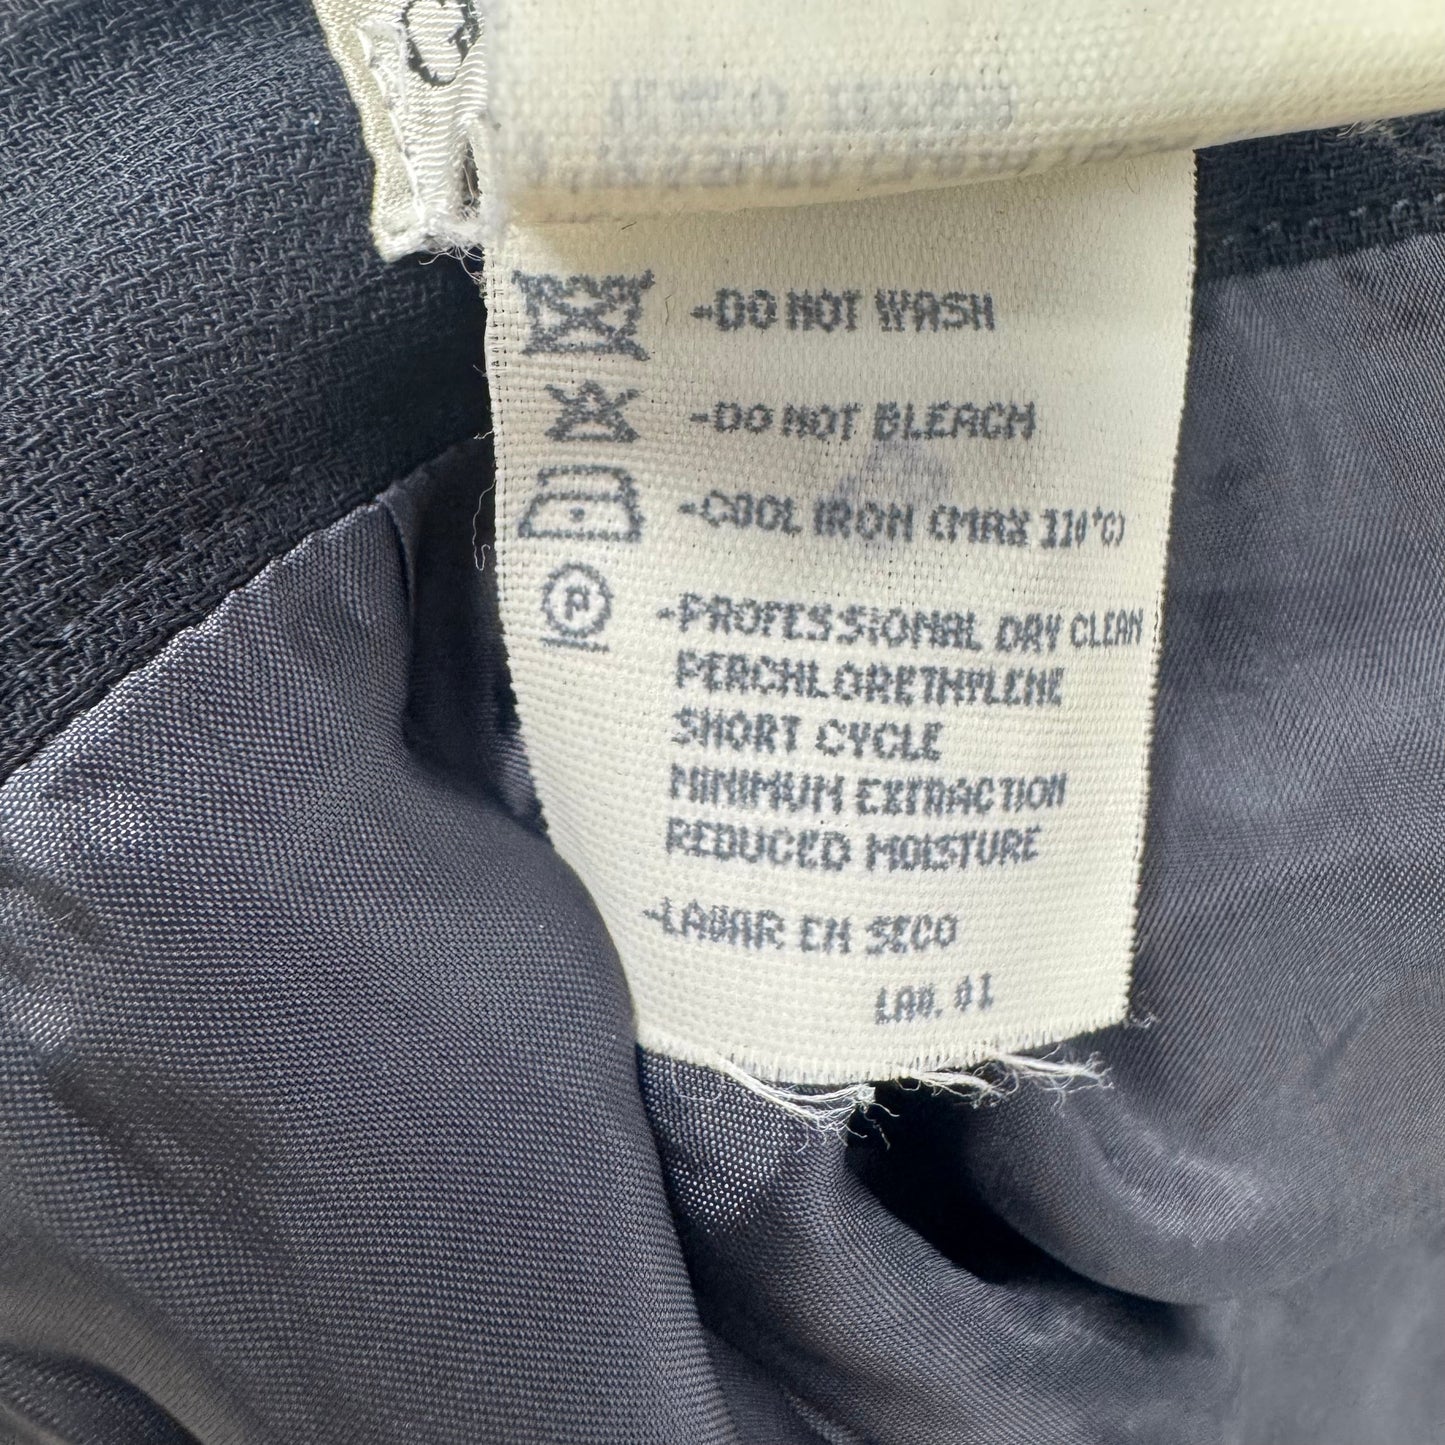 -DO NOT WASH
-DO NOT BLEACH
-COOL IRON (MAX 110°C)
P
-PROFESSIONAL DRY CLEAN
PERCHLORETHYLENE
SHORT CYCLE
MINIMUM EXTRACTION
REDUCED MOISTURE
-LAVAR EN SECO
LAV. 01